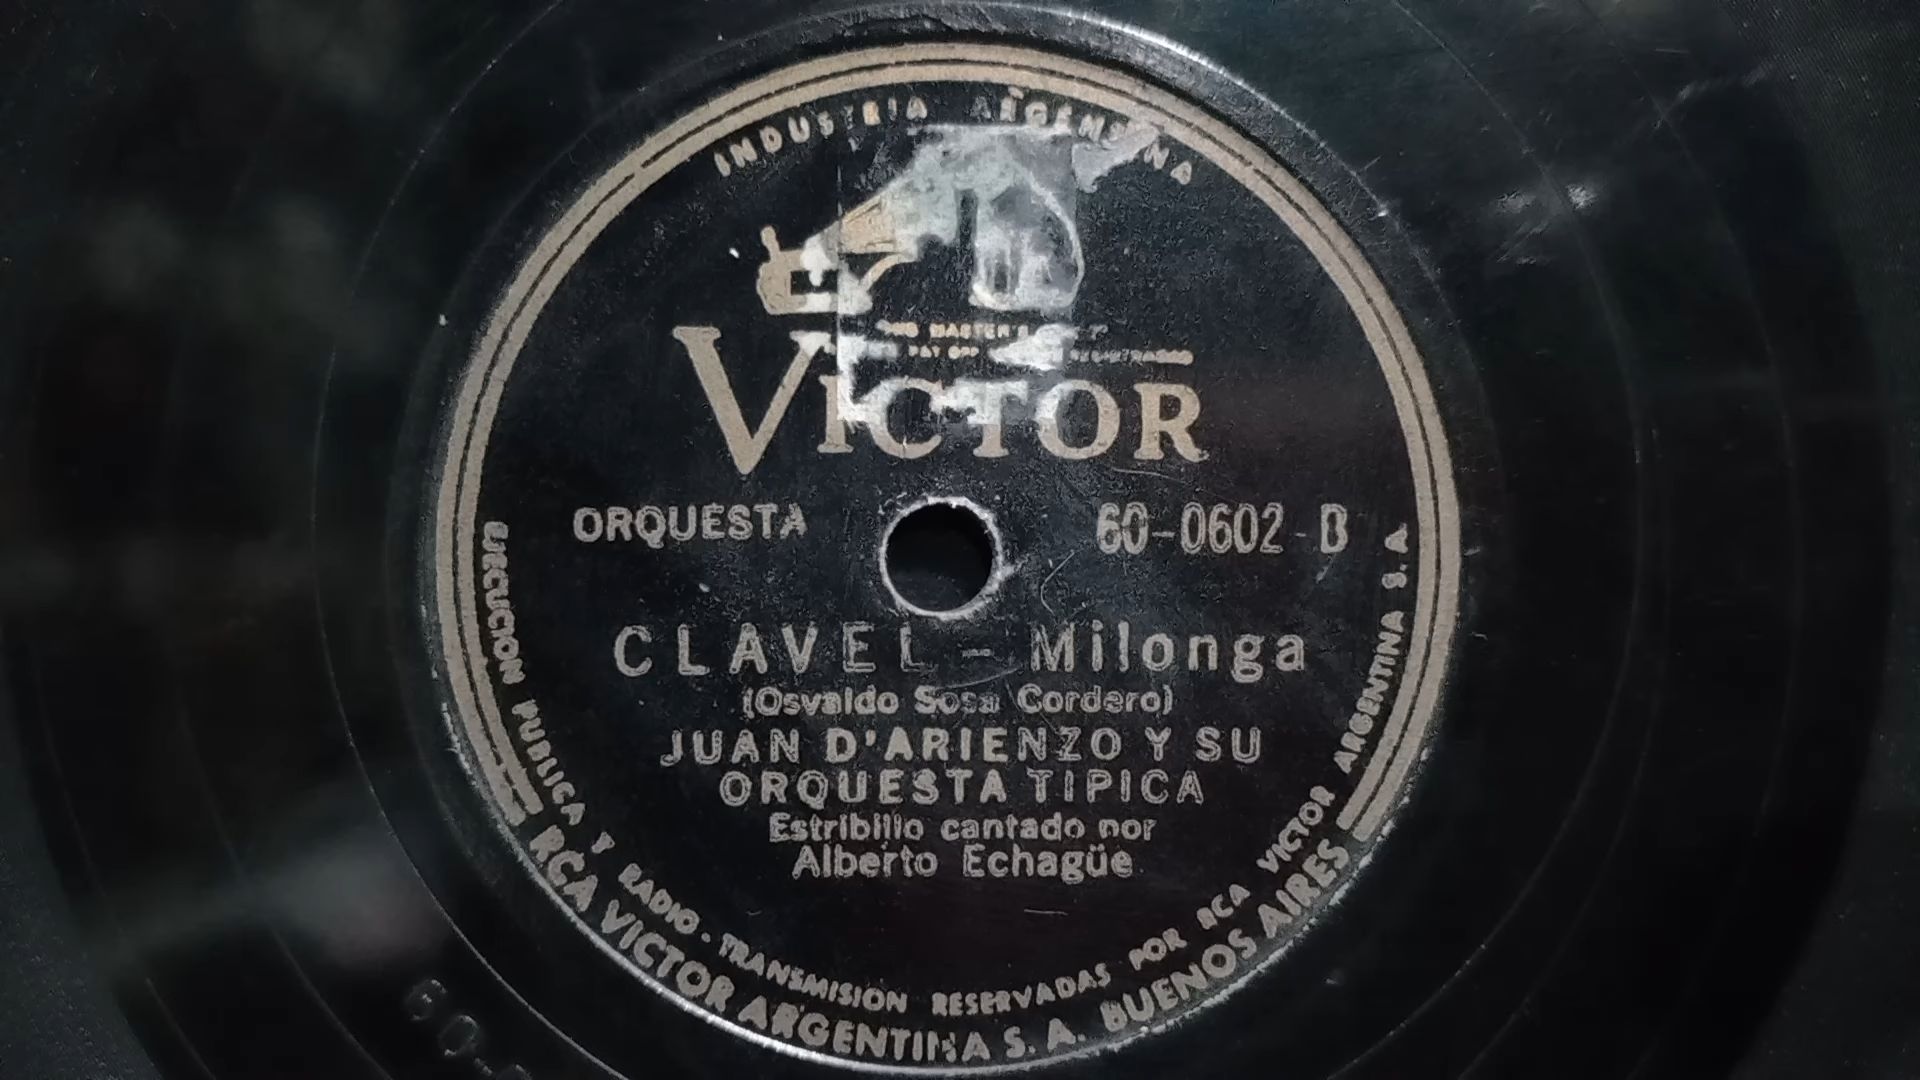 INDUSTRIA ARGENTINA
VICTOR
ORQUESTA 60-0602-B
CLAVEL - Milonga
(Osvaldo Sosa Cordero)
JUAN D'ARIENZO Y SU
ORQUESTA TIPICA
Estribillo cantado por
Alberto Echagüe
EJECUCION PUBLICA Y RADIO-TRANSMISION RESERVADAS POR RCA VICTOR ARGENTINA S. A.
RCA VICTOR ARGENTINA S. A. BUENOS AIRES